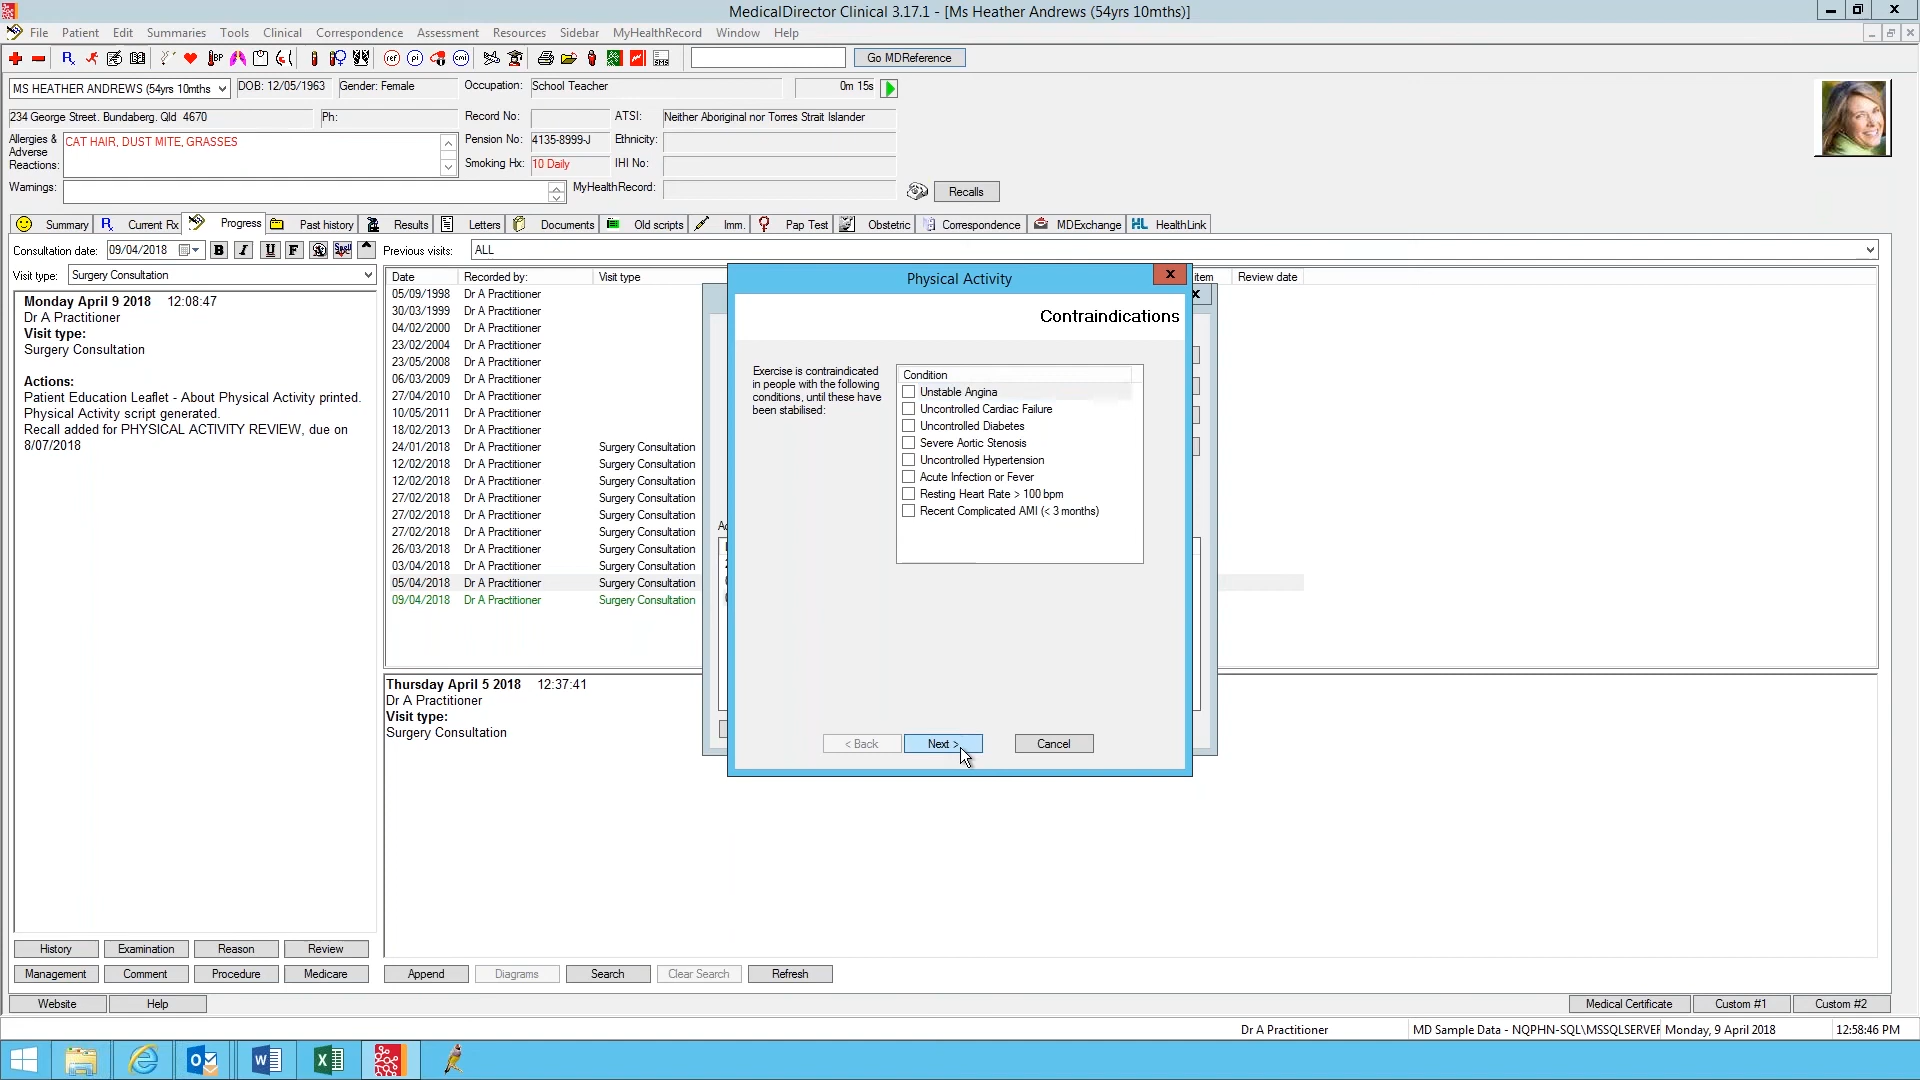 MedicalDirector Clinical 3.17.1 - [Ms Heather Andrews (54yrs 10mths)]
File Patient Edit Summaries Tools Clinical Correspondence Assessment Resources Sidebar MyHealthRecord Window Help
Go MDReference
MS HEATHER ANDREWS (54yrs 10mths DOB: 12/05/1963 Gender: Female Occupation: School Teacher 0m 15s
234 George Street. Bundaberg. Qld 4670 Ph: Record No: ATSI: Neither Aboriginal nor Torres Strait Islander
Allergies & Adverse Reactions: CAT HAIR, DUST MITE, GRASSES Pension No: 4135-8999-J Ethnicity:
Smoking Hx: 10 Daily IHI No:
Warnings: MyHealthRecord: Recalls
Summary Current Rx Progress Past history Results Letters Documents Old scripts Imm. Pap Test Obstetric Correspondence MDExchange HealthLink
Consultation date: 09/04/2018 B I U F Previous visits: ALL
Visit type: Surgery Consultation
Monday April 9 2018 12:08:47
Dr A Practitioner
Visit type:
Surgery Consultation
Actions:
Patient Education Leaflet - About Physical Activity printed.
Physical Activity script generated.
Recall added for PHYSICAL ACTIVITY REVIEW, due on
8/07/2018
Date Recorded by: Visit type item Review date
05/09/1998 Dr A Practitioner
30/03/1999 Dr A Practitioner
04/02/2000 Dr A Practitioner
23/02/2004 Dr A Practitioner
23/05/2008 Dr A Practitioner
06/03/2009 Dr A Practitioner
27/04/2010 Dr A Practitioner
10/05/2011 Dr A Practitioner
18/02/2013 Dr A Practitioner
24/01/2018 Dr A Practitioner Surgery Consultation
12/02/2018 Dr A Practitioner Surgery Consultation
12/02/2018 Dr A Practitioner Surgery Consultation
27/02/2018 Dr A Practitioner Surgery Consultation
27/02/2018 Dr A Practitioner Surgery Consultation
27/02/2018 Dr A Practitioner Surgery Consultation
26/03/2018 Dr A Practitioner Surgery Consultation
03/04/2018 Dr A Practitioner Surgery Consultation
05/04/2018 Dr A Practitioner Surgery Consultation
09/04/2018 Dr A Practitioner Surgery Consultation
Physical Activity
Contraindications
Exercise is contraindicated
in people with the following
conditions, until these have
been stabilised:
Condition
Unstable Angina
Uncontrolled Cardiac Failure
Uncontrolled Diabetes
Severe Aortic Stenosis
Uncontrolled Hypertension
Acute Infection or Fever
Resting Heart Rate > 100 bpm
Recent Complicated AMI (< 3 months)
< Back Next > Cancel
Thursday April 5 2018 12:37:41
Dr A Practitioner
Visit type:
Surgery Consultation
History Examination Reason Review
Management Comment Procedure Medicare Append Diagrams Search Clear Search Refresh
Website Help Medical Certificate Custom #1 Custom #2
Dr A Practitioner MD Sample Data - NQPHN-SQL\MSSQLSERVER Monday, 9 April 2018 12:58:46 PM